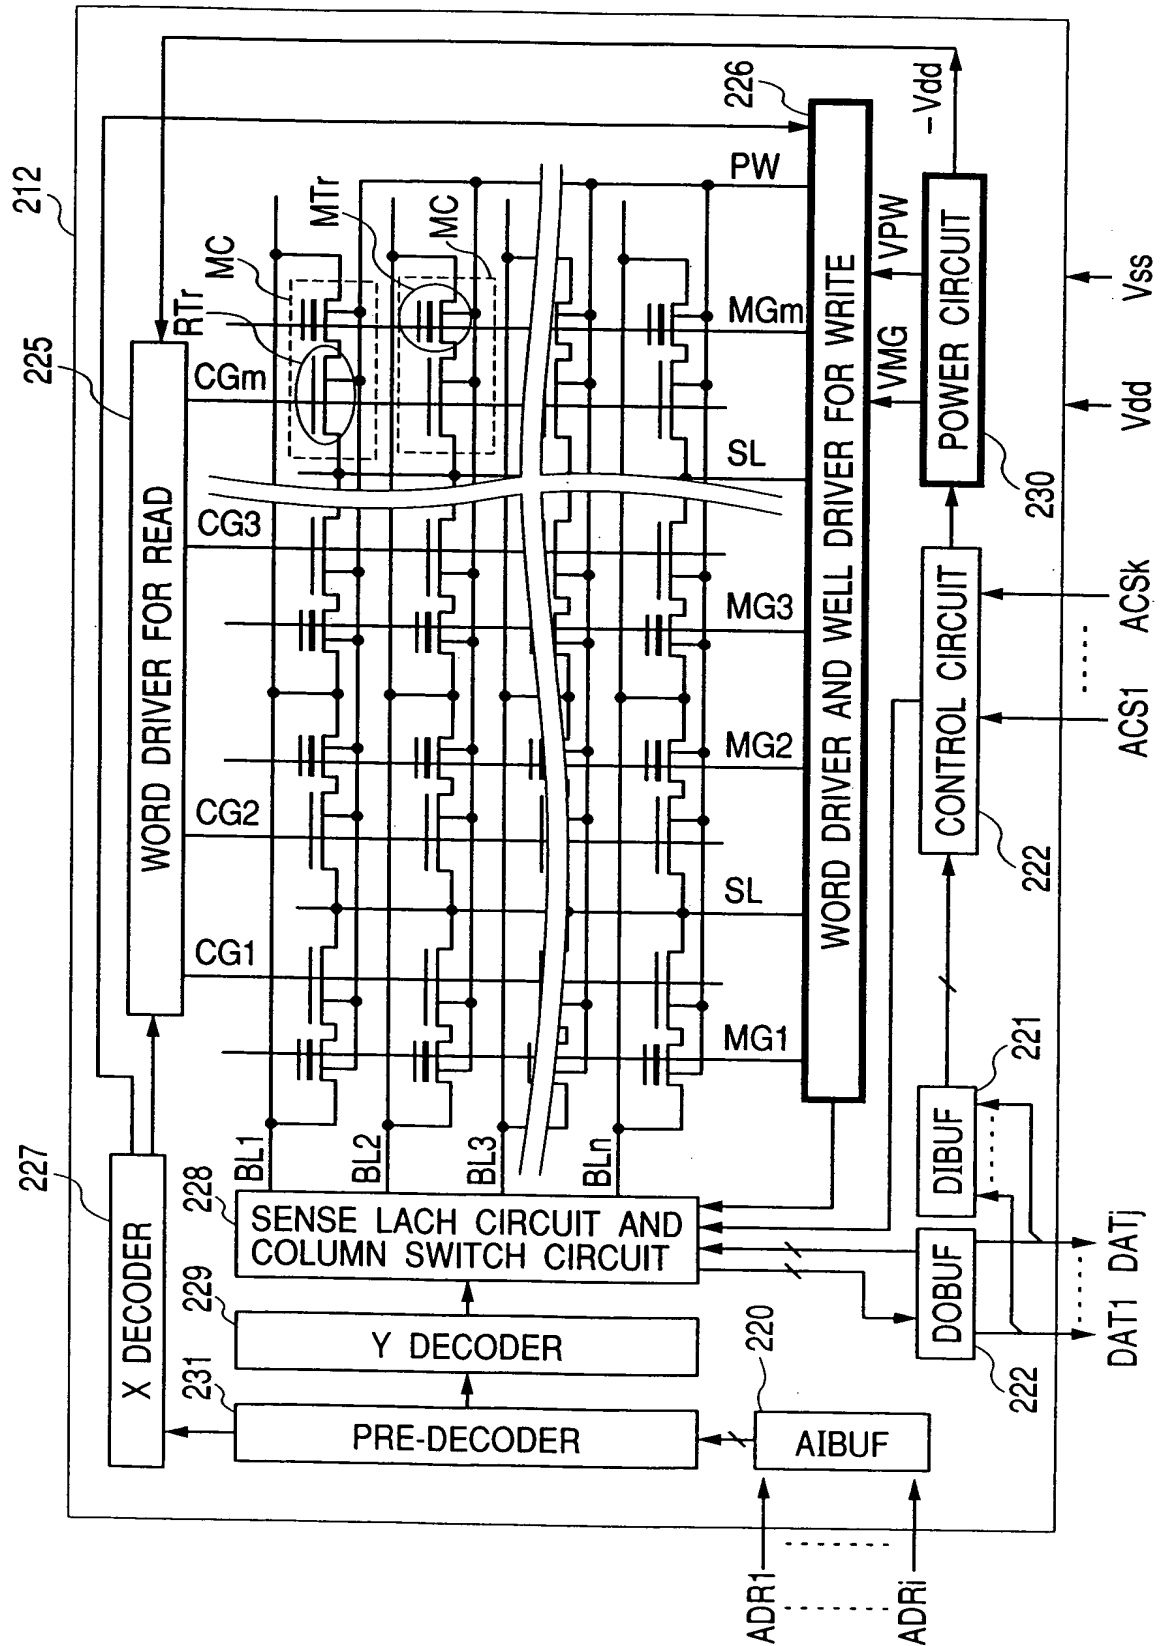 212
227
X DECODER
225
WORD DRIVER FOR READ
231
PRE-DECODER
229
Y DECODER
228
SENSE LACH CIRCUIT AND
COLUMN SWITCH CIRCUIT
BL1
BL2
BL3
BLn
CG1
CG2
CG3
CGm
RTr
MC
MTr
MC
MG1
SL
MG2
MG3
SL
MGm
PW
226
WORD DRIVER AND WELL DRIVER FOR WRITE
VMG
VPW
-Vdd
220
AIBUF
ADR1
ADRi
DOBUF
222
DIBUF
221
CONTROL CIRCUIT
222
POWER CIRCUIT
230
DAT1
DATj
ACS1
ACSk
Vdd
Vss